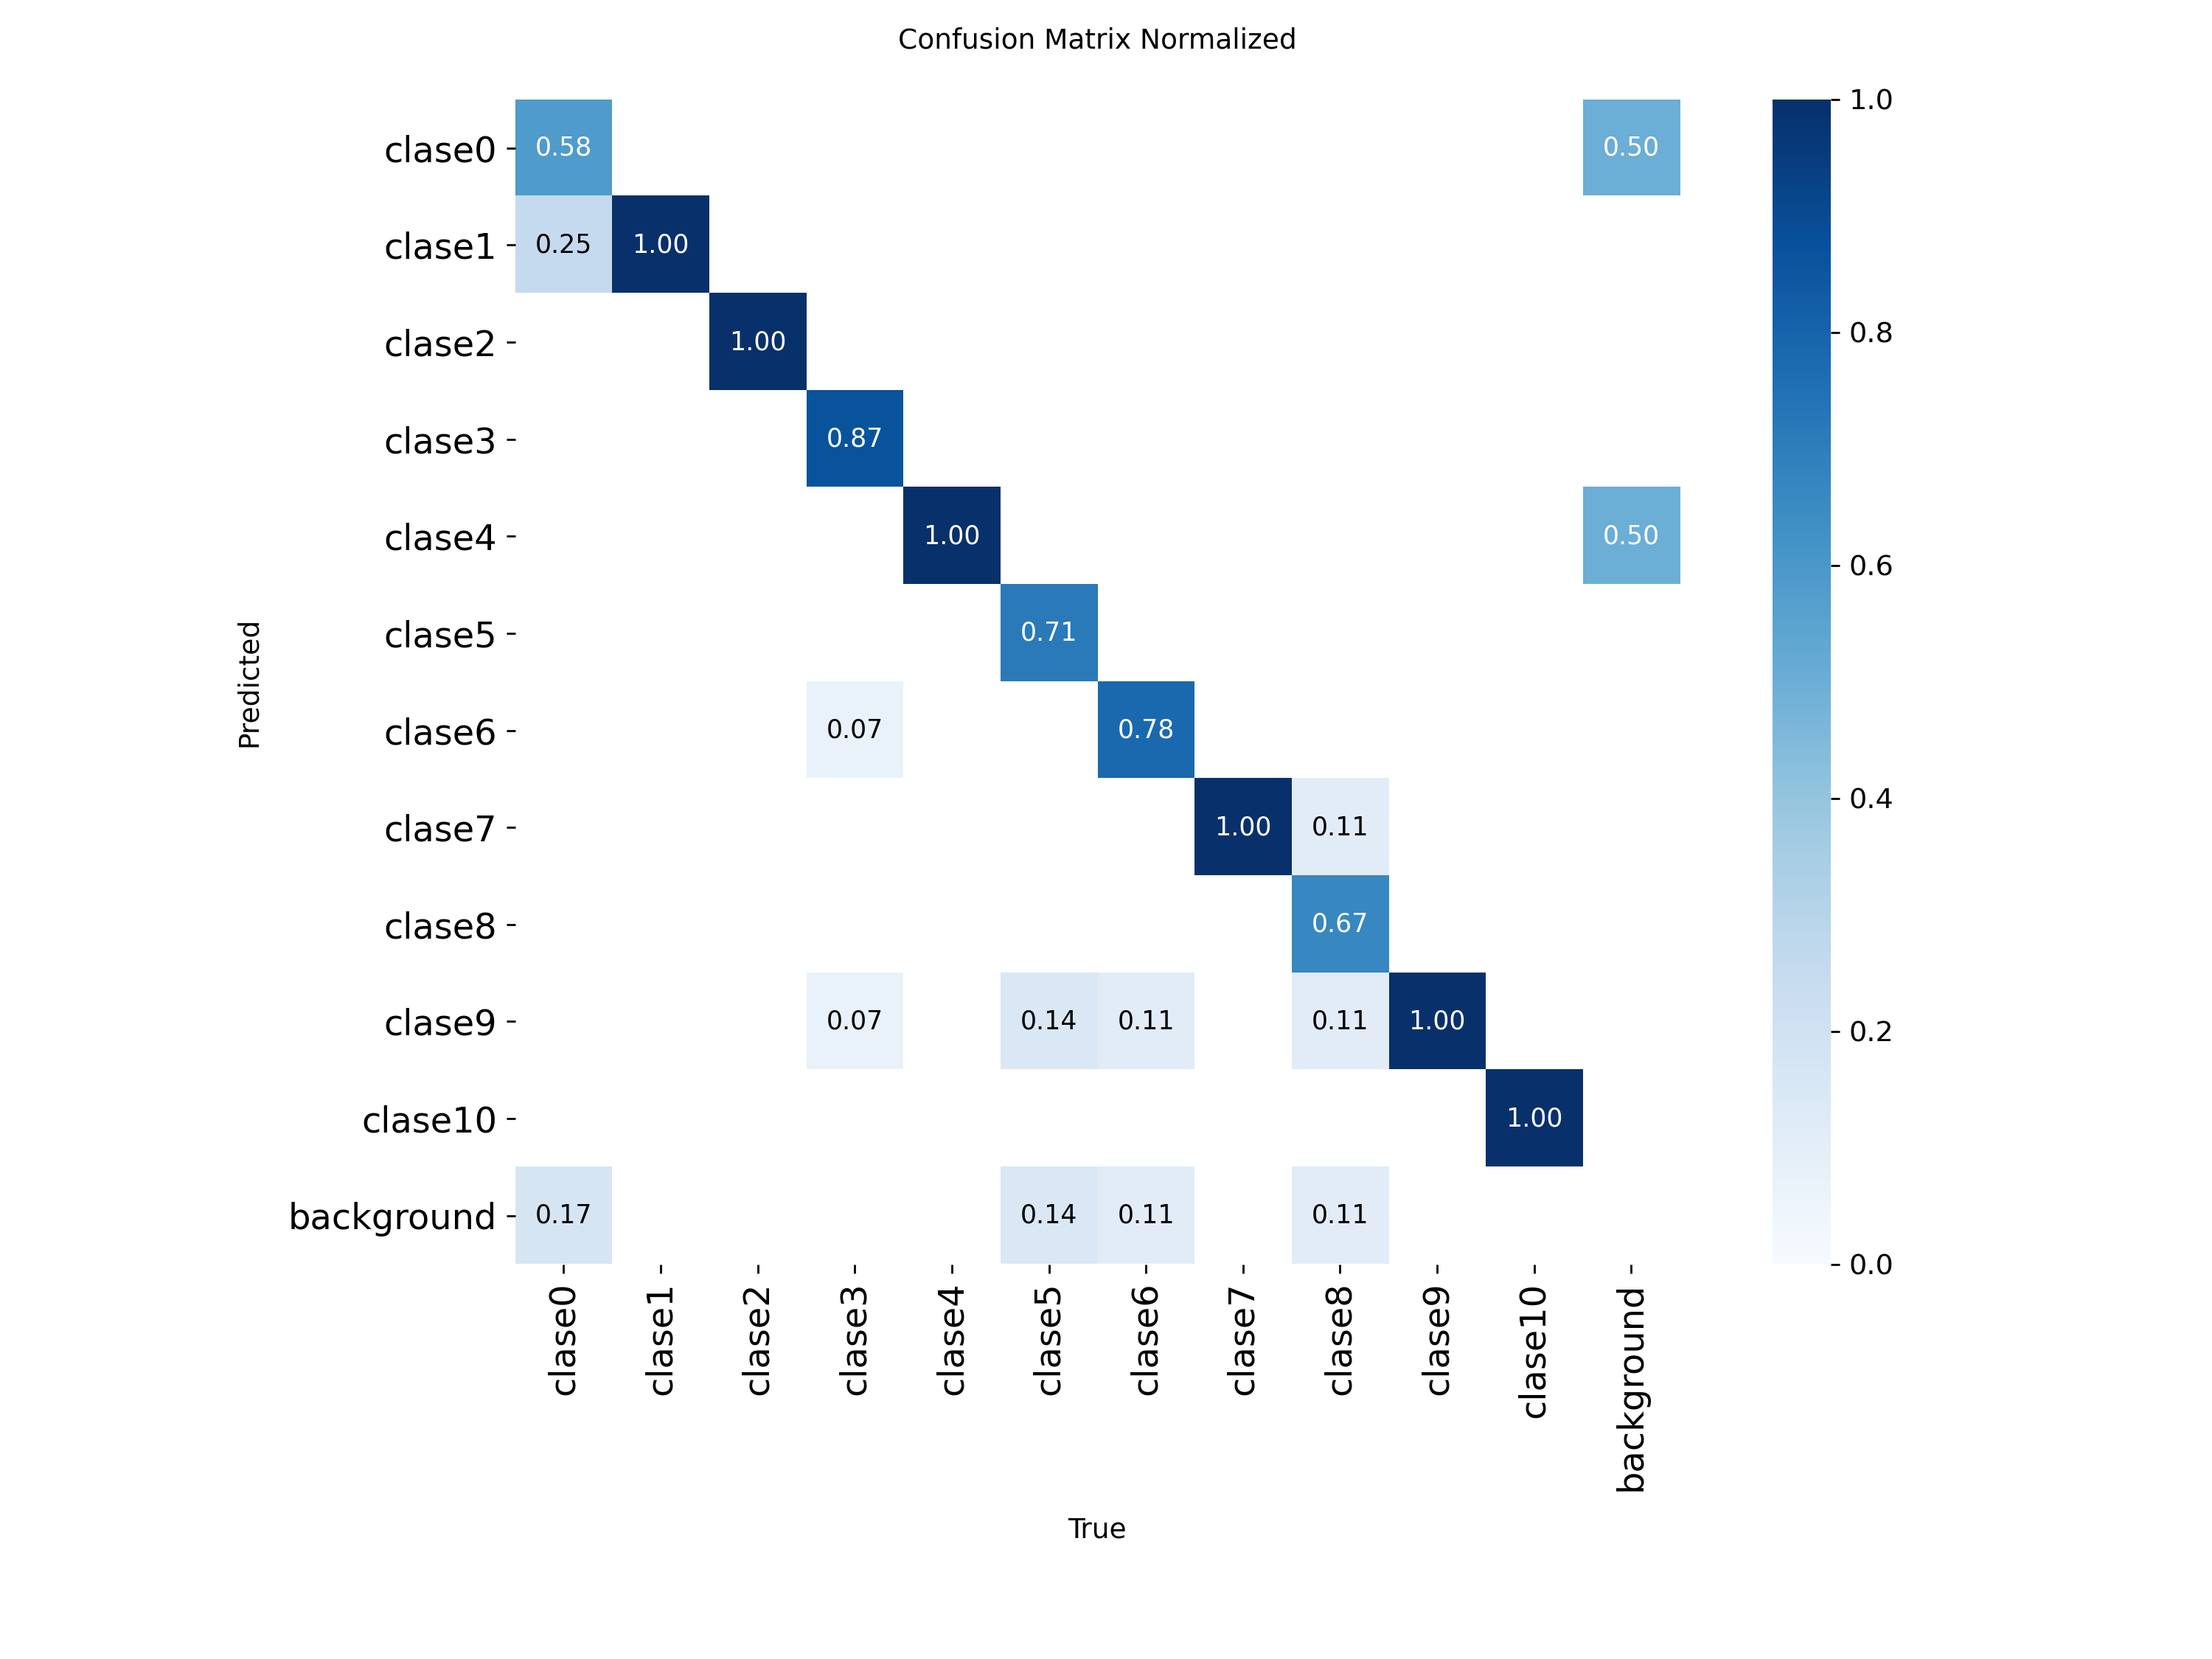 Confusion Matrix Normalized
clase0 0.58 0.50
clase1 0.25 1.00
clase2 1.00
clase3 0.87
clase4 1.00 0.50
clase5 0.71
clase6 0.07 0.78
clase7 1.00 0.11
clase8 0.67
clase9 0.07 0.14 0.11 0.11 1.00
clase10 1.00
background 0.17 0.14 0.11 0.11
clase0 clase1 clase2 clase3 clase4 clase5 clase6 clase7 clase8 clase9 clase10 background
True
Predicted
1.0
0.8
0.6
0.4
0.2
0.0